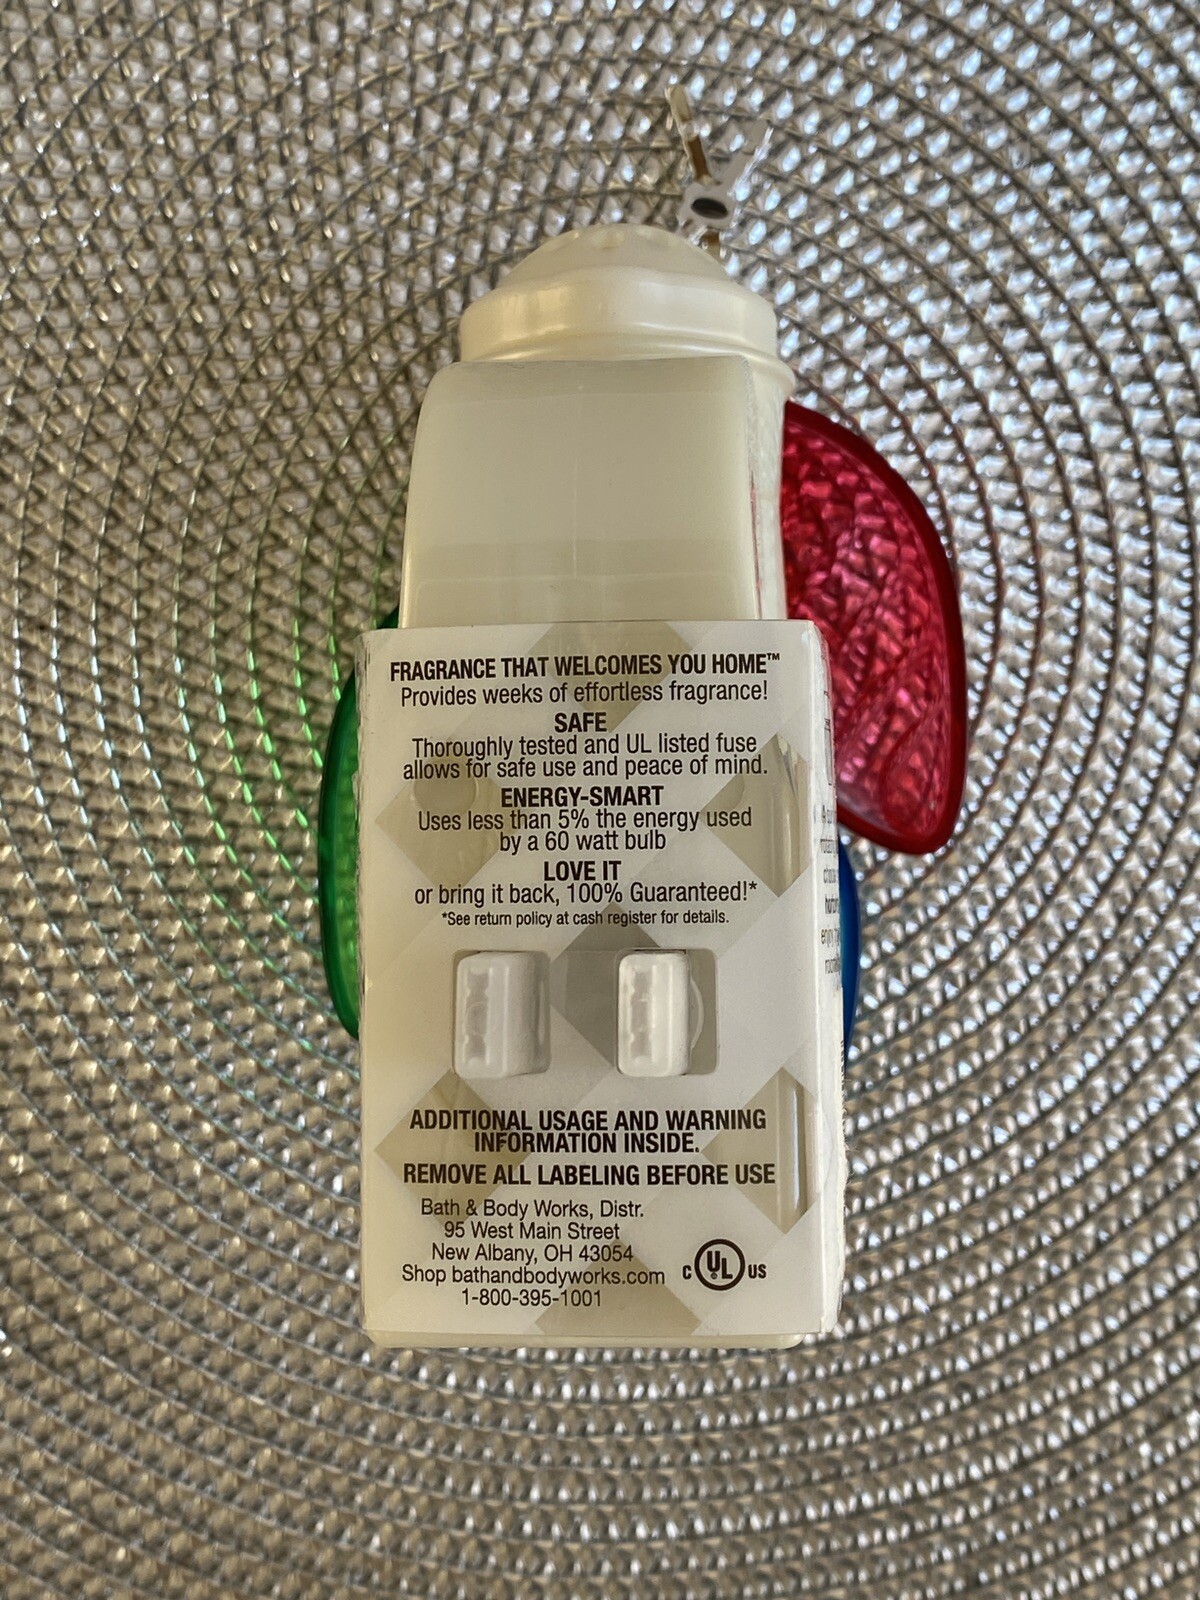 FRAGRANCE THAT WELCOMES YOU HOME™
Provides weeks of effortless fragrance!
SAFE
Thoroughly tested and UL listed fuse
allows for safe use and peace of mind.
ENERGY-SMART
Uses less than 5% the energy used
by a 60 watt bulb
LOVE IT
or bring it back, 100% Guaranteed!*
*See return policy at cash register for details.
ADDITIONAL USAGE AND WARNING
INFORMATION INSIDE.
REMOVE ALL LABELING BEFORE USE
Bath & Body Works, Distr.
95 West Main Street
New Albany, OH 43054
Shop bathandbodyworks.com
1-800-395-1001
C UL US